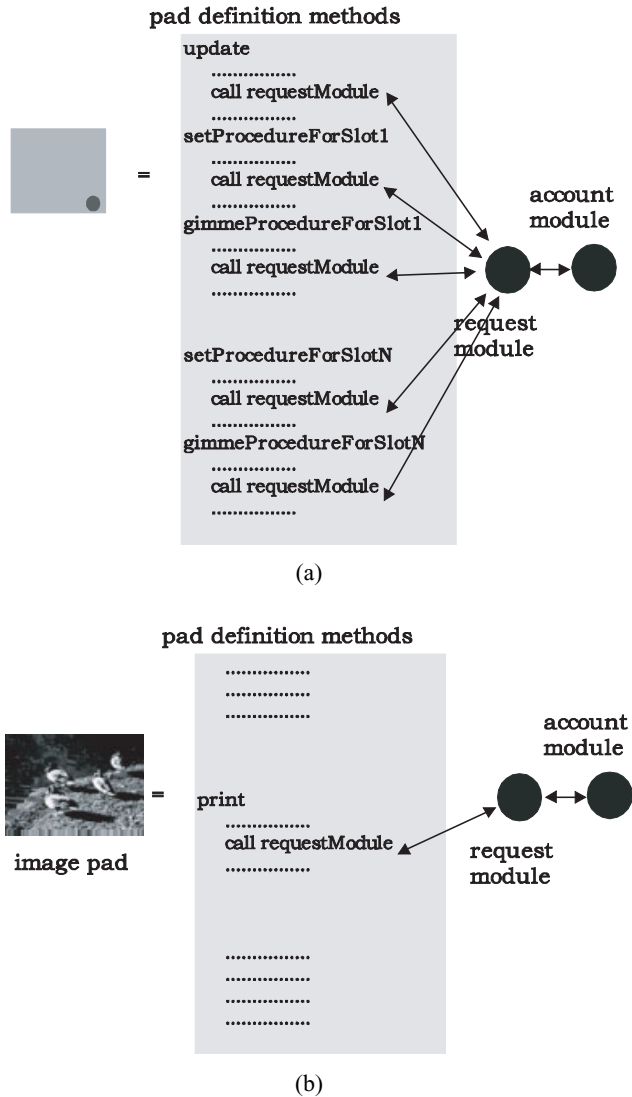 pad definition methods
update
................
call requestModule
................
setProcedureForSlot1
................
call requestModule
................
gimmeProcedureForSlot1
................
call requestModule
................
=
account
module
request
module
setProcedureForSlotN
................
call requestModule
................
gimmeProcedureForSlotN
................
call requestModule
................
(a)
pad definition methods
................
................
................
=
image pad
print
................
call requestModule
................
account
module
request
module
................
................
................
................
(b)